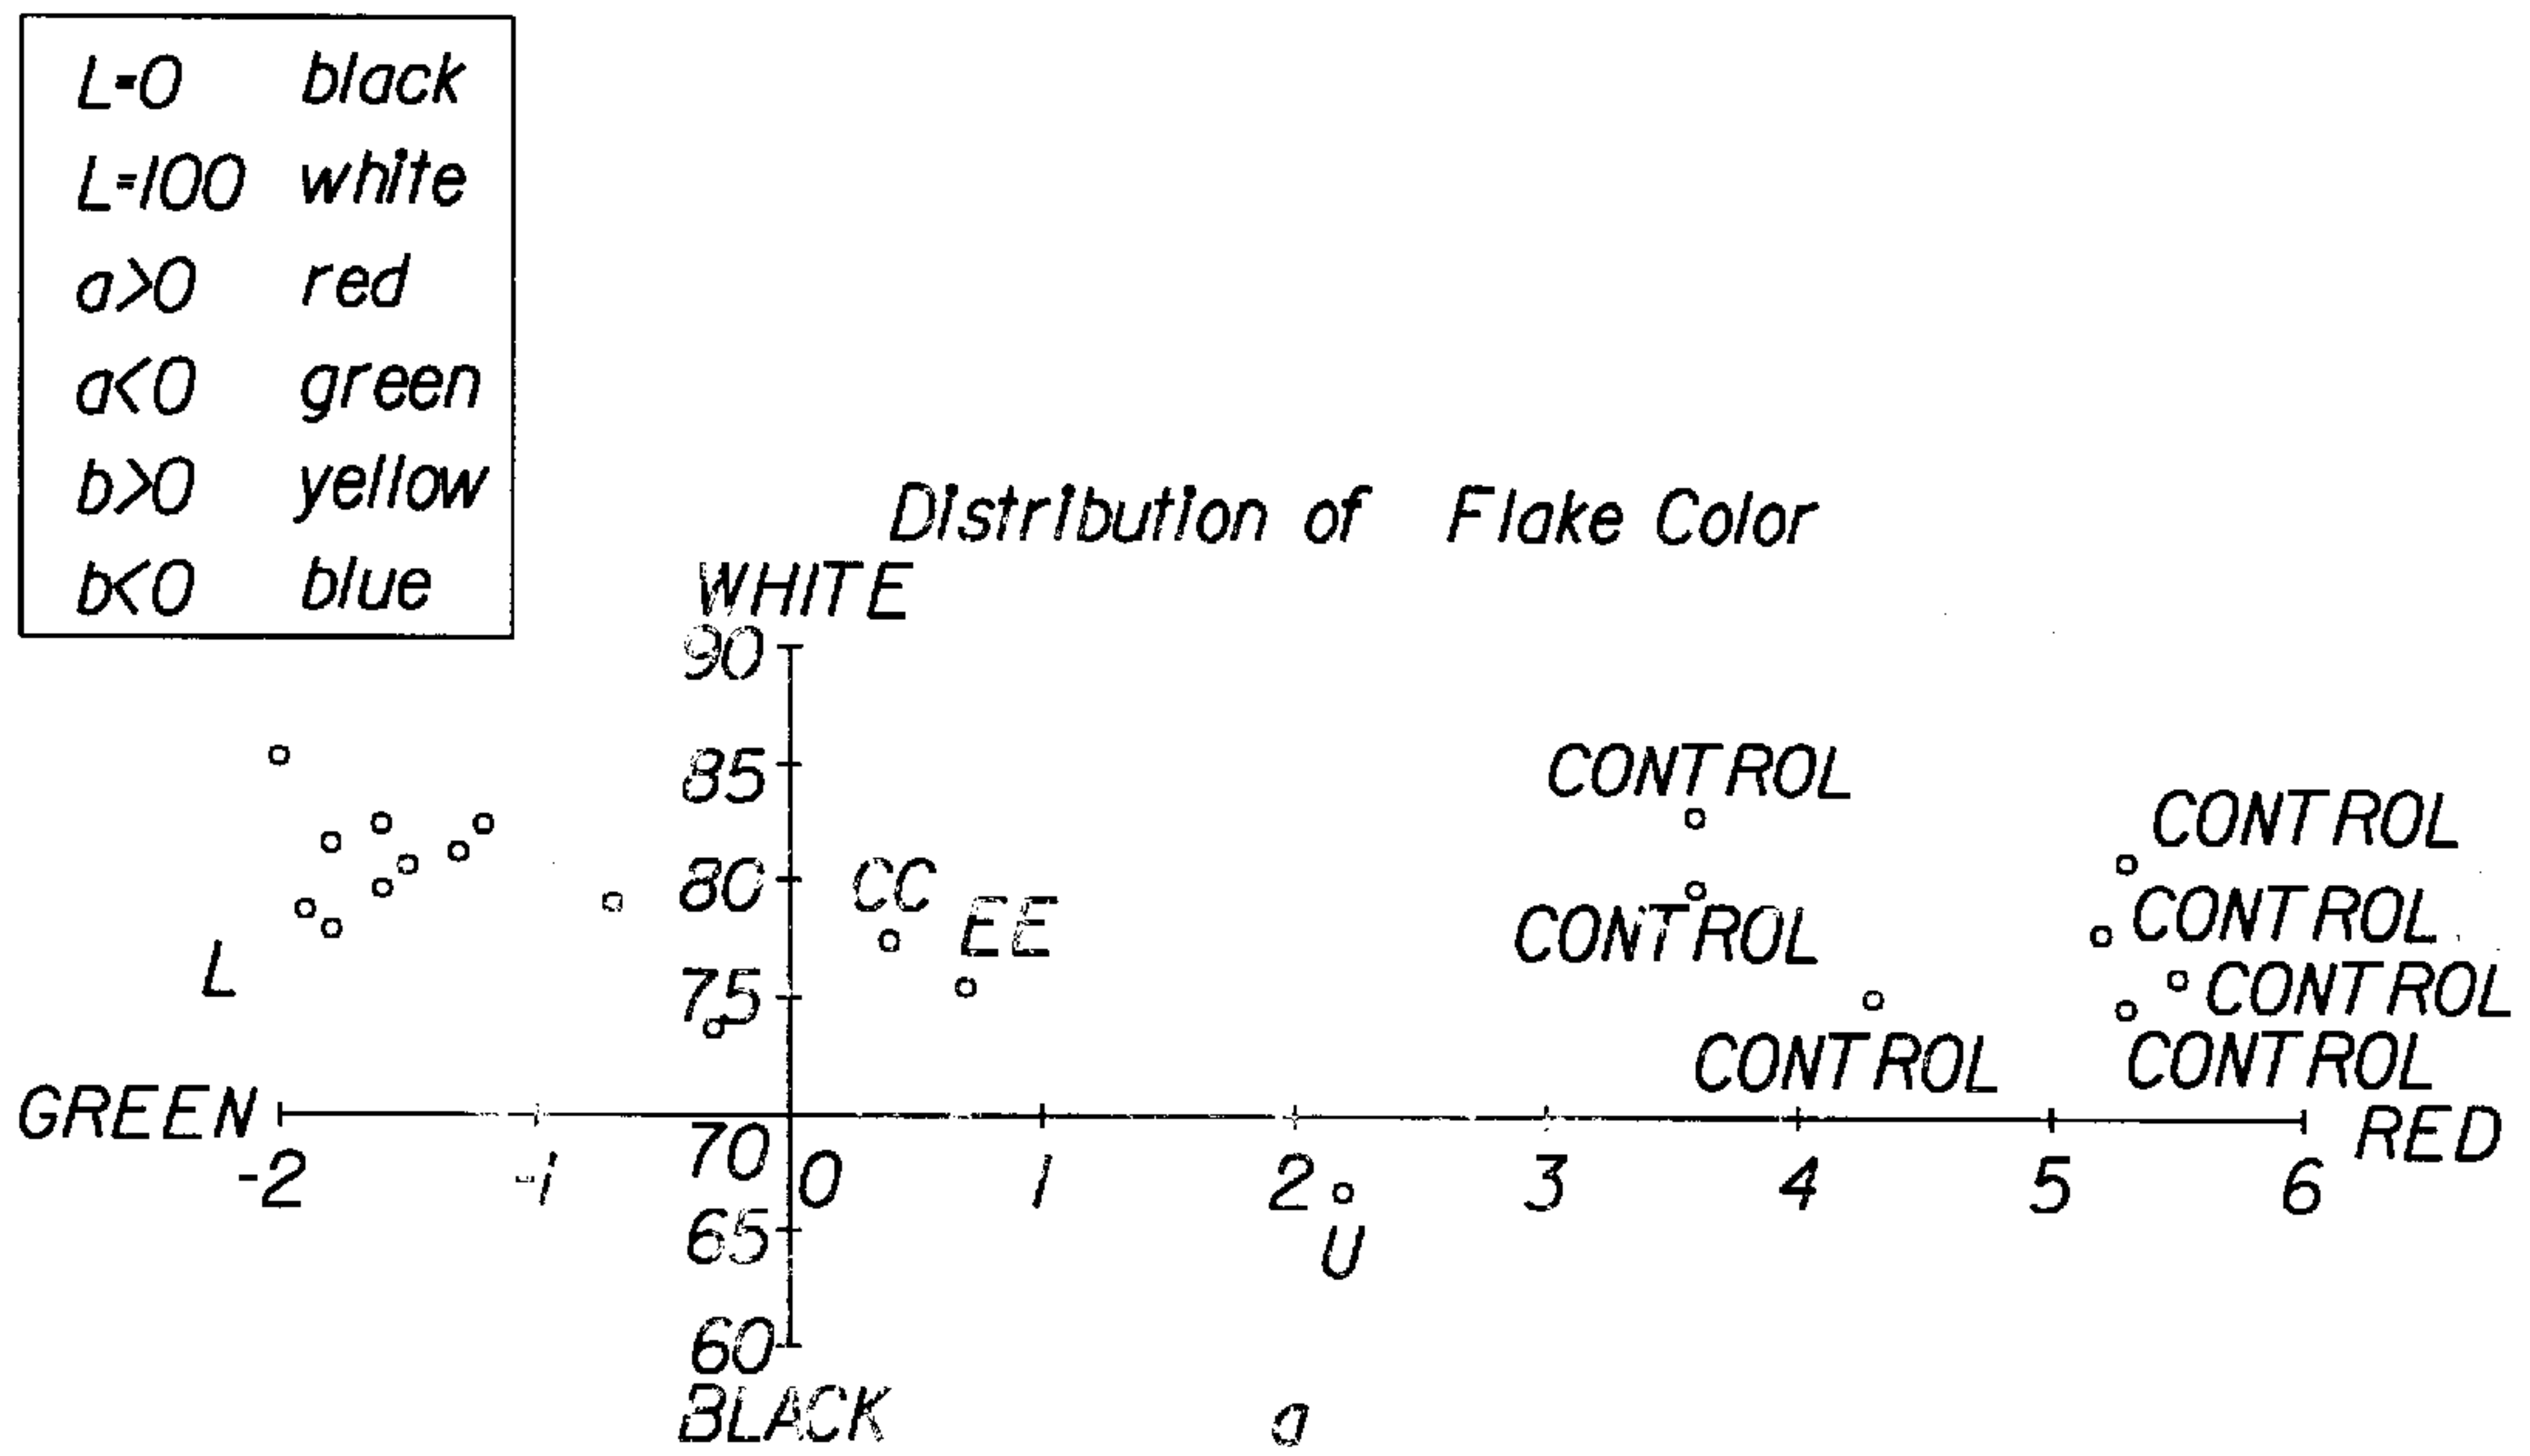 L=0 black
L=100 white
a>0 red
a<0 green
b>0 yellow
b<0 blue
Distribution of Flake Color
WHITE
90
85
CONTROL
CONTROL
80
CC
EE
CONTROL
CONTROL
L
75
CONTROL
CONTROL
CONTROL
GREEN
RED
-2 -1 70 0 1 2 3 4 5 6
65
U
60
BLACK
a